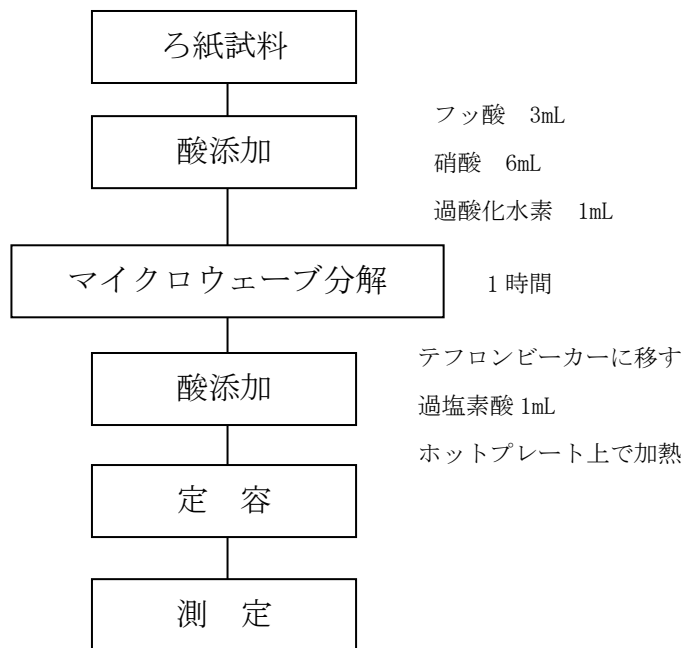 ろ紙試料
酸添加
フッ酸　3mL
硝酸　6mL
過酸化水素　1mL
マイクロウェーブ分解
1時間
酸添加
テフロンビーカーに移す
過塩素酸1mL
ホットプレート上で加熱
定　容
測　定